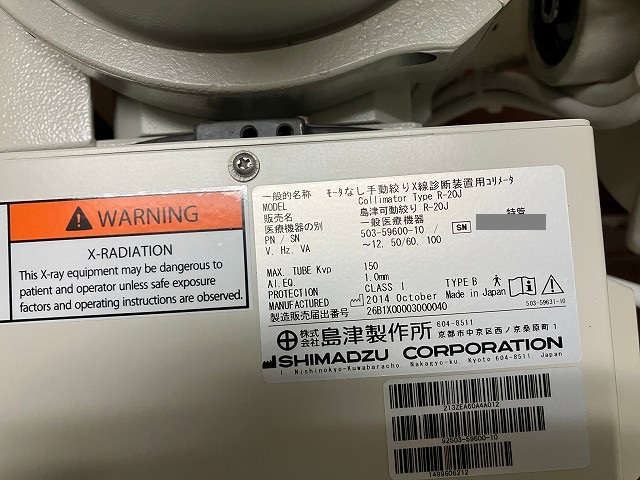 WARNING
X-RADIATION
This X-ray equipment may be dangerous to
patient and operator unless safe exposure
factors and operating instructions are observed.
一般的名称 モータなし手動絞りX線診断装置用コリメータ
MODEL Collimator Type R-20J
販売名 島津可動絞り R-20J
医療機器の別 一般医療機器 特管
PN / SN 503-59600-10 / SN
V. Hz. VA ～12. 50/60. 100
MAX. TUBE Kvp 150
Al.EQ. 1.0mm
PROTECTION CLASS I TYPE B
MANUFACTURED 2014 October Made in Japan
製造販売届出番号 26B1X00003000040
503-59631-10
株式会社 島津製作所 604-8511
京都市中京区西ノ京桑原町1
SHIMADZU CORPORATION
1, Nishinokyo-Kuwabaracho, Nakagyo-ku, Kyoto 604-8511, Japan
213ZEA60A4A012
92503-59600-10
1499606212